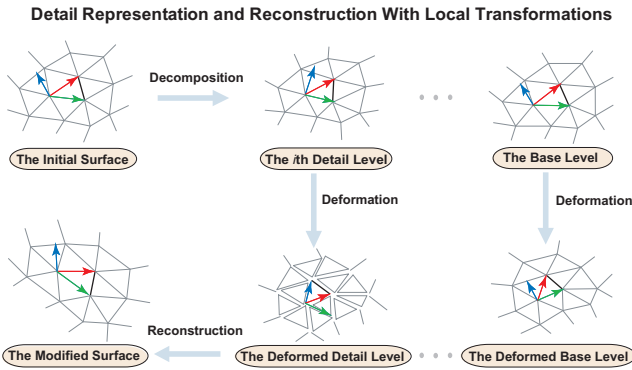 Detail Representation and Reconstruction With Local Transformations
Decomposition
The Initial Surface
The ith Detail Level
The Base Level
Deformation
Deformation
Reconstruction
The Modified Surface
The Deformed Detail Level
The Deformed Base Level